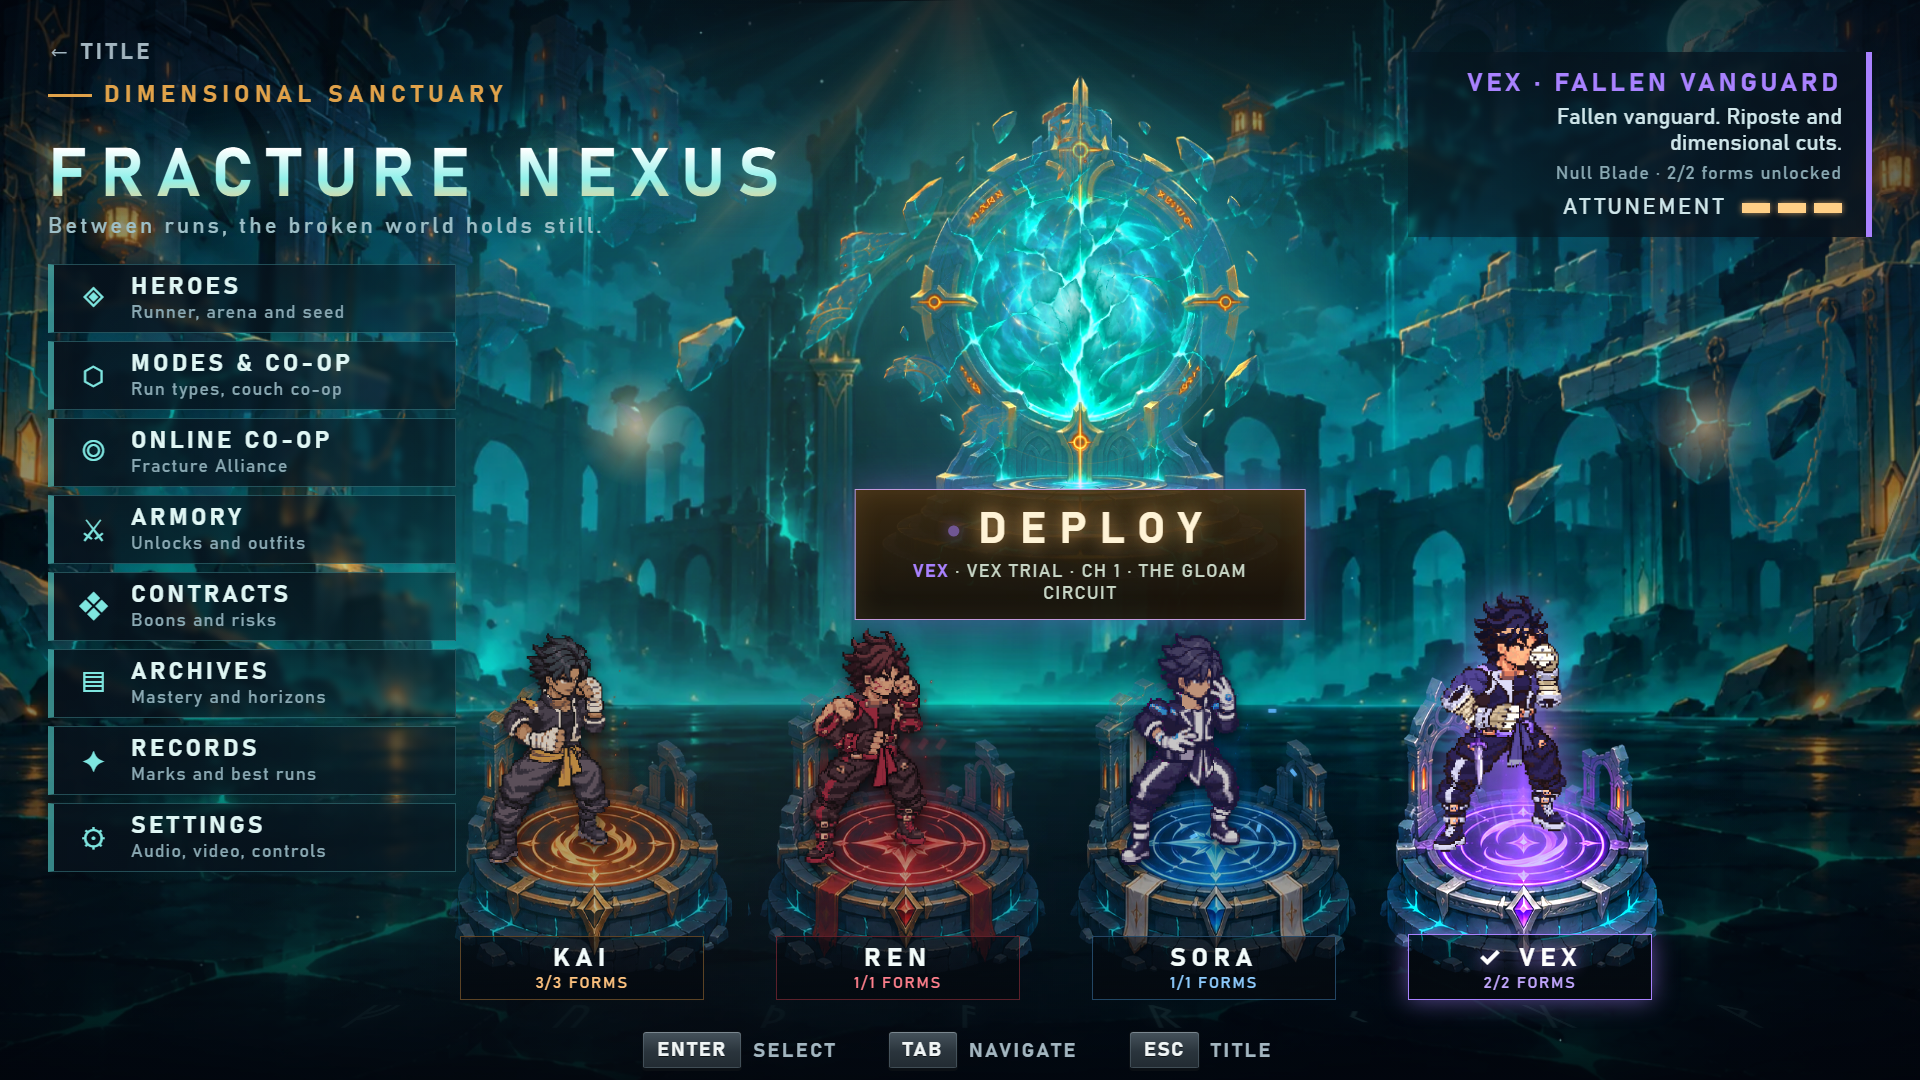 ← TITLE
DIMENSIONAL SANCTUARY
FRACTURE NEXUS
Between runs, the broken world holds still.
HEROES
Runner, arena and seed
MODES & CO-OP
Run types, couch co-op
ONLINE CO-OP
Fracture Alliance
ARMORY
Unlocks and outfits
CONTRACTS
Boons and risks
ARCHIVES
Mastery and horizons
RECORDS
Marks and best runs
SETTINGS
Audio, video, controls
VEX · FALLEN VANGUARD
Fallen vanguard. Riposte and
dimensional cuts.
Null Blade · 2/2 forms unlocked
ATTUNEMENT
DEPLOY
VEX · VEX TRIAL · CH 1 · THE GLOAM
CIRCUIT
KAI
3/3 FORMS
REN
1/1 FORMS
SORA
1/1 FORMS
✓ VEX
2/2 FORMS
ENTER SELECT
TAB NAVIGATE
ESC TITLE